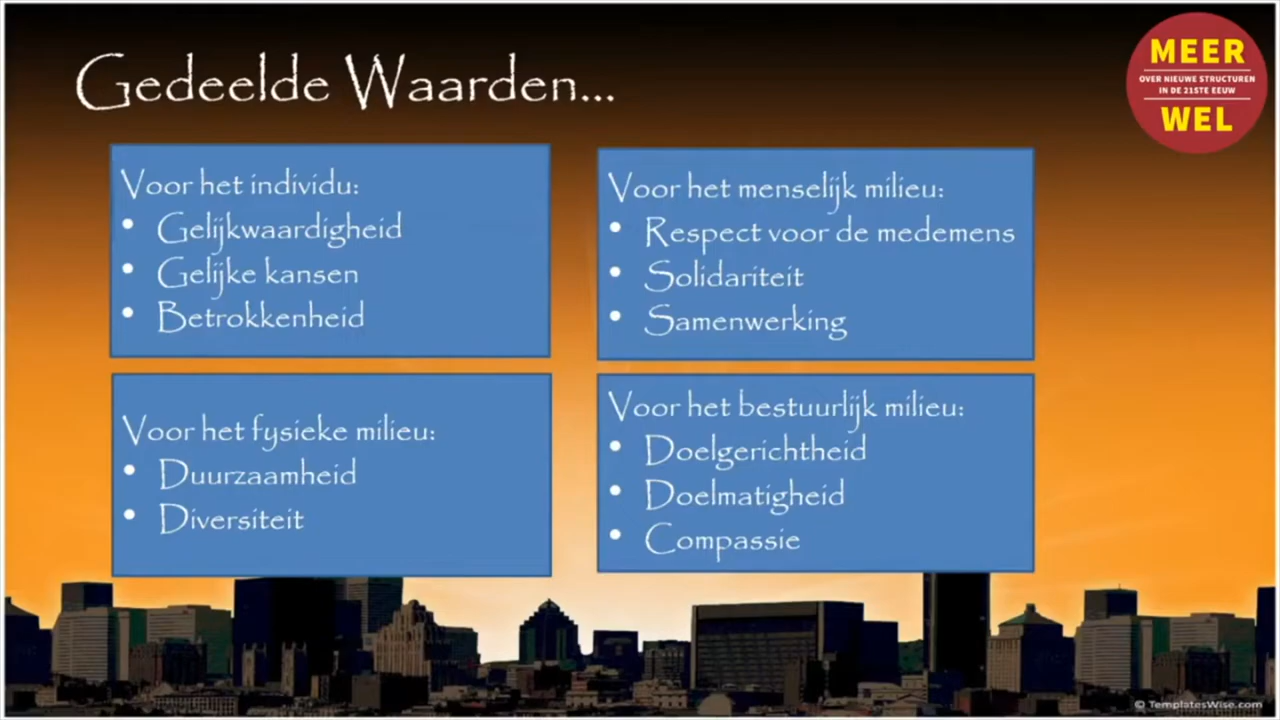 Gedeelde Waarden...
MEER
OVER NIEUWE STRUCTUREN
IN DE 21STE EEUW
WEL
Voor het individu:
• Gelijkwaardigheid
• Gelijke kansen
• Betrokkenheid
Voor het menselijk milieu:
• Respect voor de medemens
• Solidariteit
• Samenwerking
Voor het fysieke milieu:
• Duurzaamheid
• Diversiteit
Voor het bestuurlijk milieu:
• Doelgerichtheid
• Doelmatigheid
• Compassie
© TemplatesWise.com